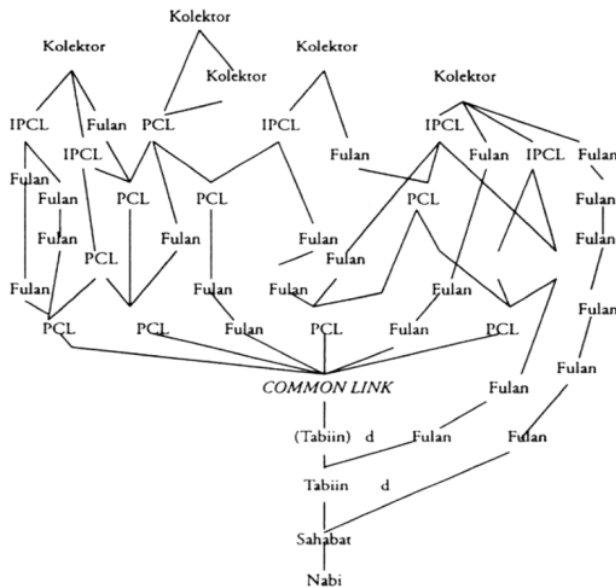 Kolektor
Kolektor Kolektor
Kolektor Kolektor
IPCL Fulan PCL IPCL IPCL
IPCL Fulan Fulan IPCL Fulan
Fulan
Fulan PCL PCL PCL Fulan
Fulan Fulan Fulan Fulan
PCL Fulan
Fulan Fulan Fulan Fulan
Fulan
PCL PCL Fulan PCL Fulan PCL
Fulan
COMMON LINK Fulan
(Tabiin) d Fulan Fulan
Tabiin d
Sahabat
Nabi